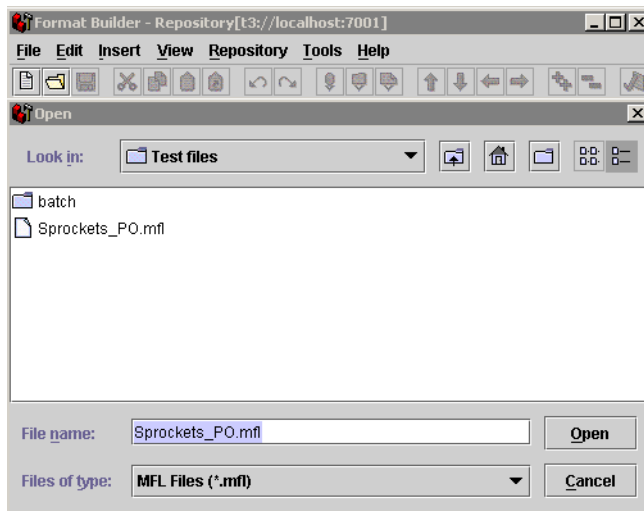 Format Builder - Repository[t3://localhost:7001]
File Edit Insert View Repository Tools Help
Open
Look in: Test files
batch
Sprockets_PO.mfl
File name: Sprockets_PO.mfl Open
Files of type: MFL Files (*.mfl) Cancel